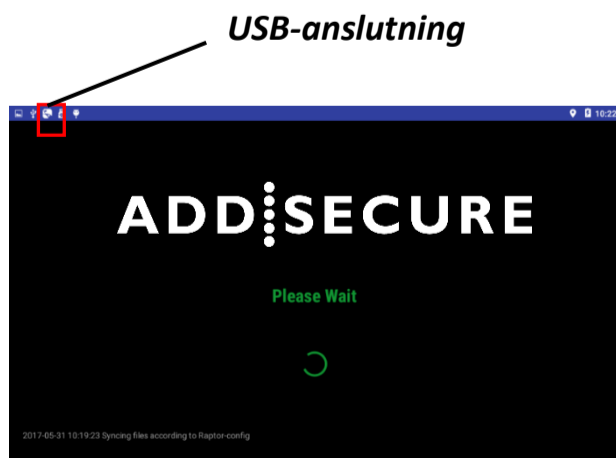 USB-anslutning
10:22
ADDSECURE
Please Wait
2017-05-31 10:19:23 Syncing files according to Raptor-config